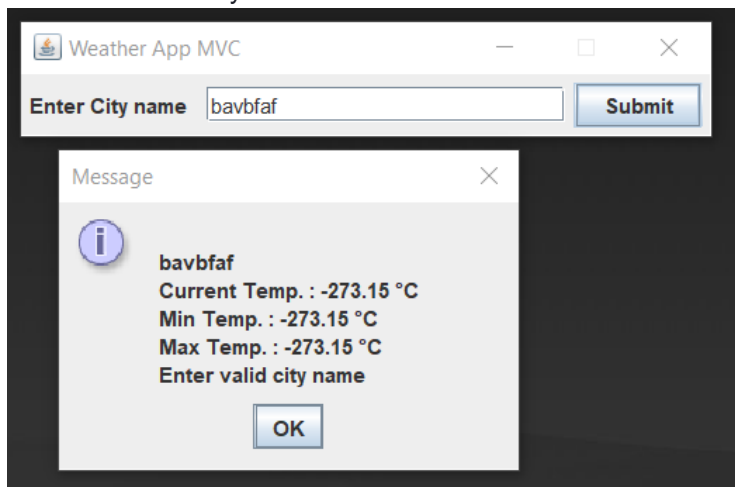 Weather App MVC
Enter City name bavbfaf Submit
Message
bavbfaf
Current Temp. : -273.15 °C
Min Temp. : -273.15 °C
Max Temp. : -273.15 °C
Enter valid city name
OK